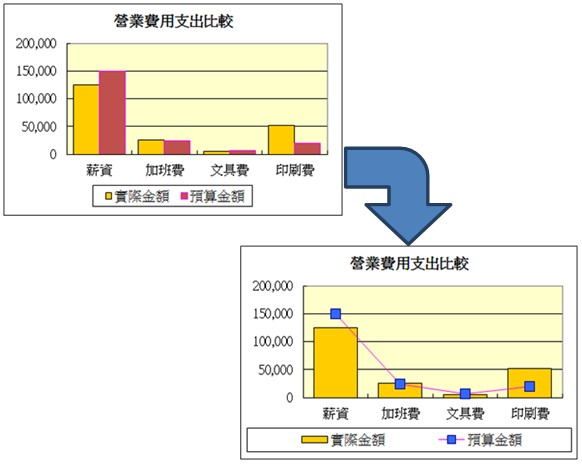 營業費用支出比較
200,000
150,000
100,000
50,000
0
薪資 加班費 文具費 印刷費
實際金額 預算金額
營業費用支出比較
200,000
150,000
100,000
50,000
0
薪資 加班費 文具費 印刷費
實際金額 預算金額